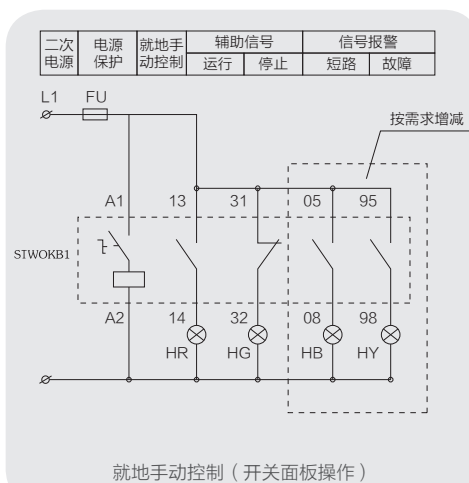 二次电源 电源保护 就地手动控制 辅助信号 信号报警
运行 停止 短路 故障
L1 FU
按需求增减
A1 13 31 05 95
STWOKB1
A2 14 32 08 98
HR HG HB HY
就地手动控制（开关面板操作）